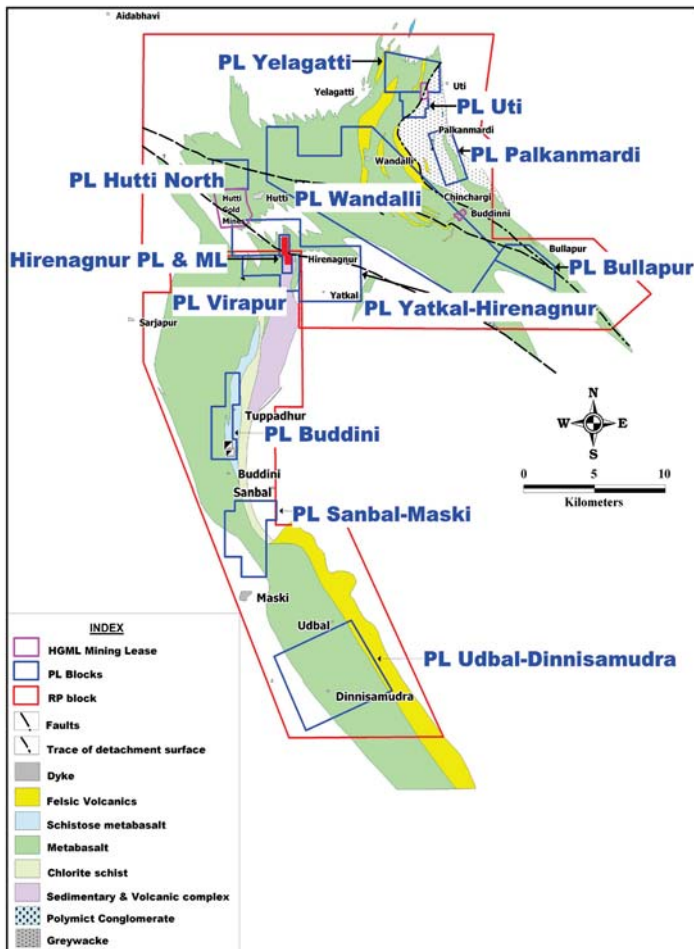 Aidabhavi
PL Yelagatti
Yelagatti
Uti
PL Uti
Palkanmardi
PL Palkanmardi
Wandalli
PL Hutti North
Hutti
Gold
Mines
Hutti
PL Wandalli
Chinchargi
Buddinni
Bullapur
Hirenagnur PL & ML
Hirenagnur
PL Bullapur
PL Virapur
Yatkal
PL Yatkal-Hirenagnur
Sarjapur
Tuppadhur
PL Buddini
Buddini
Sanbal
PL Sanbal-Maski
Maski
Udbal
PL Udbal-Dinnisamudra
Dinnisamudra
N
W
E
S
0 5 10
Kilometers
INDEX
HGML Mining Lease
PL Blocks
RP block
Faults
Trace of detachment surface
Dyke
Felsic Volcanics
Schistose metabasalt
Metabasalt
Chlorite schist
Sedimentary & Volcanic complex
Polymict Conglomerate
Greywacke